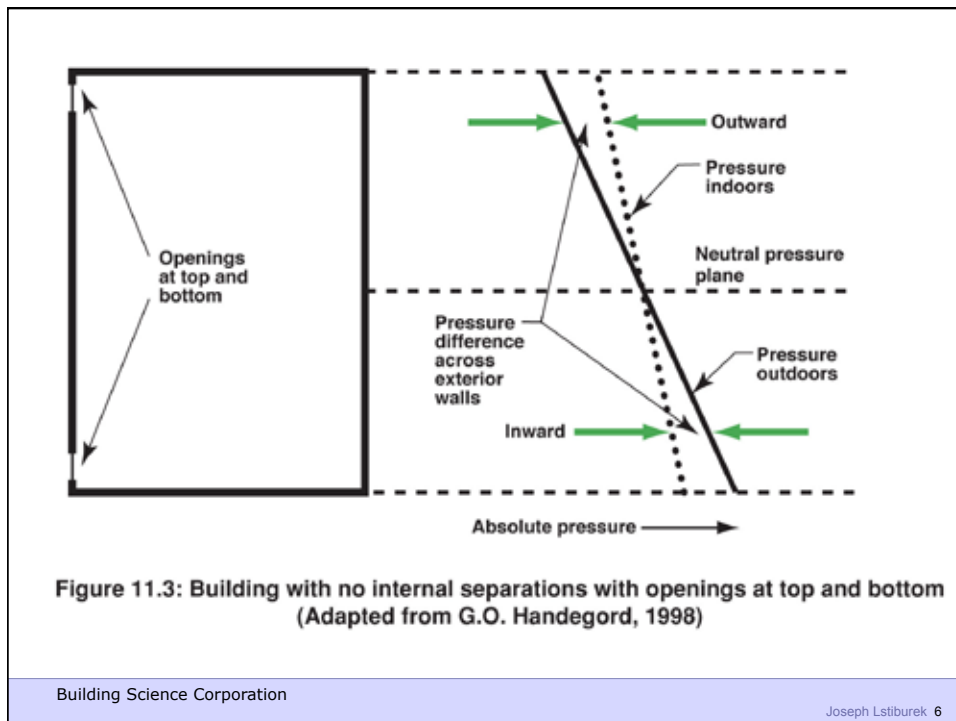 Outward
Pressure
indoors
Openings
at top and
bottom
Neutral pressure
plane
Pressure
difference
across
exterior
walls
Pressure
outdoors
Inward
Absolute pressure
Figure 11.3: Building with no internal separations with openings at top and bottom
(Adapted from G.O. Handegord, 1998)
Building Science Corporation
Joseph Lstiburek 6